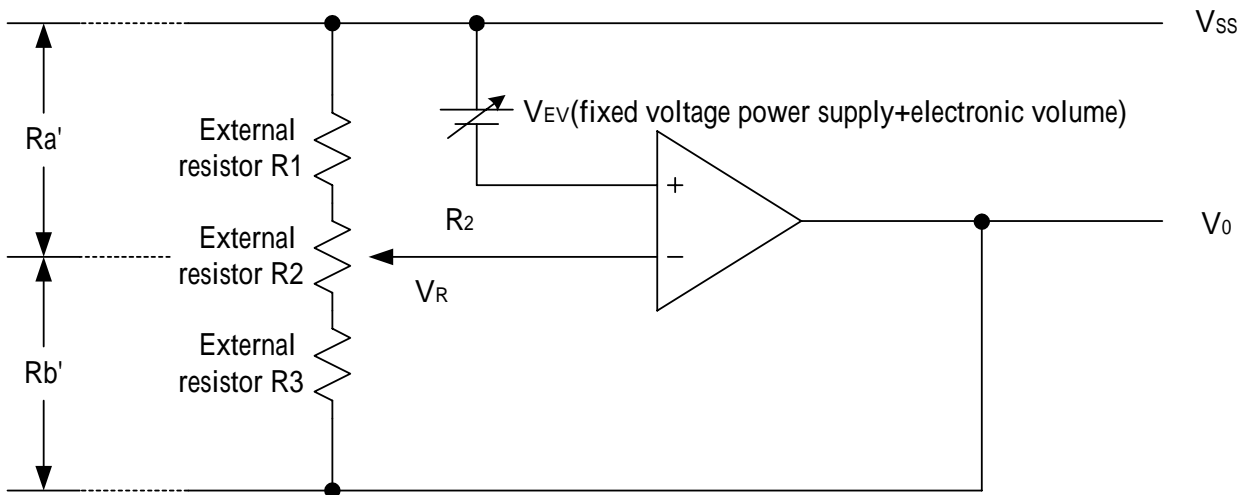 VSS
VEV(fixed voltage power supply+electronic volume)
Ra'
External
resistor R1
+
R2
V0
External
resistor R2
−
VR
External
resistor R3
Rb'